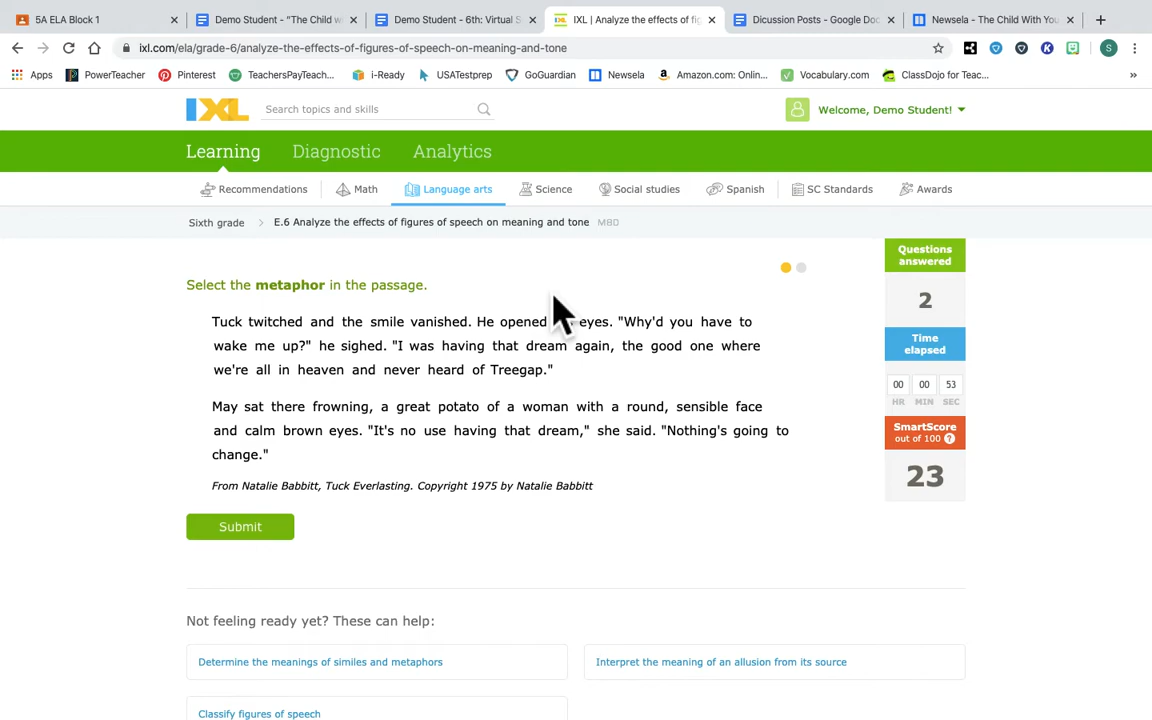 5A ELA Block 1
Demo Student - "The Child wi
Demo Student - 6th: Virtual S
IXL | Analyze the effects of fig
Dicussion Posts - Google Doc
Newsela - The Child With You
ixl.com/ela/grade-6/analyze-the-effects-of-figures-of-speech-on-meaning-and-tone
S
Apps
PowerTeacher
Pinterest
TeachersPayTeach...
i-Ready
USATestprep
GoGuardian
Newsela
Amazon.com: Onlin...
Vocabulary.com
ClassDojo for Teac...
IXL
Search topics and skills
Welcome, Demo Student!
Learning
Diagnostic
Analytics
Recommendations
Math
Language arts
Science
Social studies
Spanish
SC Standards
Awards
Sixth grade > E.6 Analyze the effects of figures of speech on meaning and tone M8D
Select the metaphor in the passage.
Tuck twitched and the smile vanished. He opened eyes. "Why'd you have to
wake me up?" he sighed. "I was having that dream again, the good one where
we're all in heaven and never heard of Treegap."
May sat there frowning, a great potato of a woman with a round, sensible face
and calm brown eyes. "It's no use having that dream," she said. "Nothing's going to
change."
From Natalie Babbitt, Tuck Everlasting. Copyright 1975 by Natalie Babbitt
Submit
Questions
answered
2
Time
elapsed
00 00 53
HR MIN SEC
SmartScore
out of 100 ?
23
Not feeling ready yet? These can help:
Determine the meanings of similes and metaphors
Interpret the meaning of an allusion from its source
Classify figures of speech